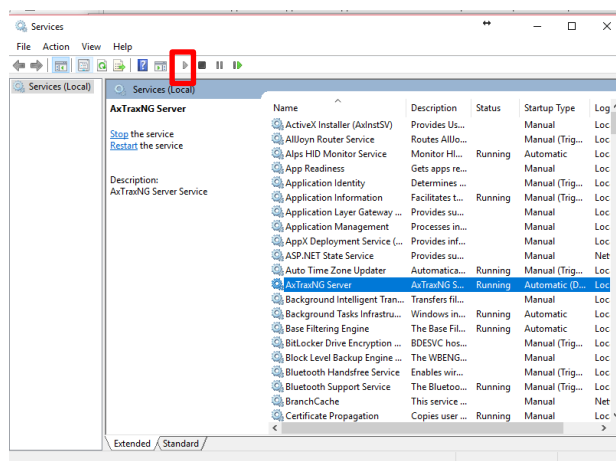 Services
File Action View Help
Services (Local)
Services (Local)
AxTraxNG Server
Stop the service
Restart the service
Description:
AxTraxNG Server Service
Name Description Status Startup Type Log
ActiveX Installer (AxInstSV) Provides Us... Manual Loc
AllJoyn Router Service Routes AllJo... Manual (Trig... Loc
Alps HID Monitor Service Monitor HI... Running Automatic Loc
App Readiness Gets apps re... Manual Loc
Application Identity Determines ... Manual (Trig... Loc
Application Information Facilitates t... Running Manual (Trig... Loc
Application Layer Gateway ... Provides su... Manual Loc
Application Management Processes in... Manual Loc
AppX Deployment Service (... Provides inf... Manual Loc
ASP.NET State Service Provides su... Manual Net
Auto Time Zone Updater Automatica... Running Manual (Trig... Loc
AxTraxNG Server AxTraxNG S... Running Automatic (D... Loc
Background Intelligent Tran... Transfers fil... Manual Loc
Background Tasks Infrastru... Windows in... Running Automatic Loc
Base Filtering Engine The Base Fil... Running Automatic Loc
BitLocker Drive Encryption ... BDESVC hos... Manual (Trig... Loc
Block Level Backup Engine ... The WBENG... Manual Loc
Bluetooth Handsfree Service Enables wir... Manual (Trig... Loc
Bluetooth Support Service The Bluetoo... Running Manual (Trig... Loc
BranchCache This service ... Manual Net
Certificate Propagation Copies user ... Running Manual Loc
Extended Standard